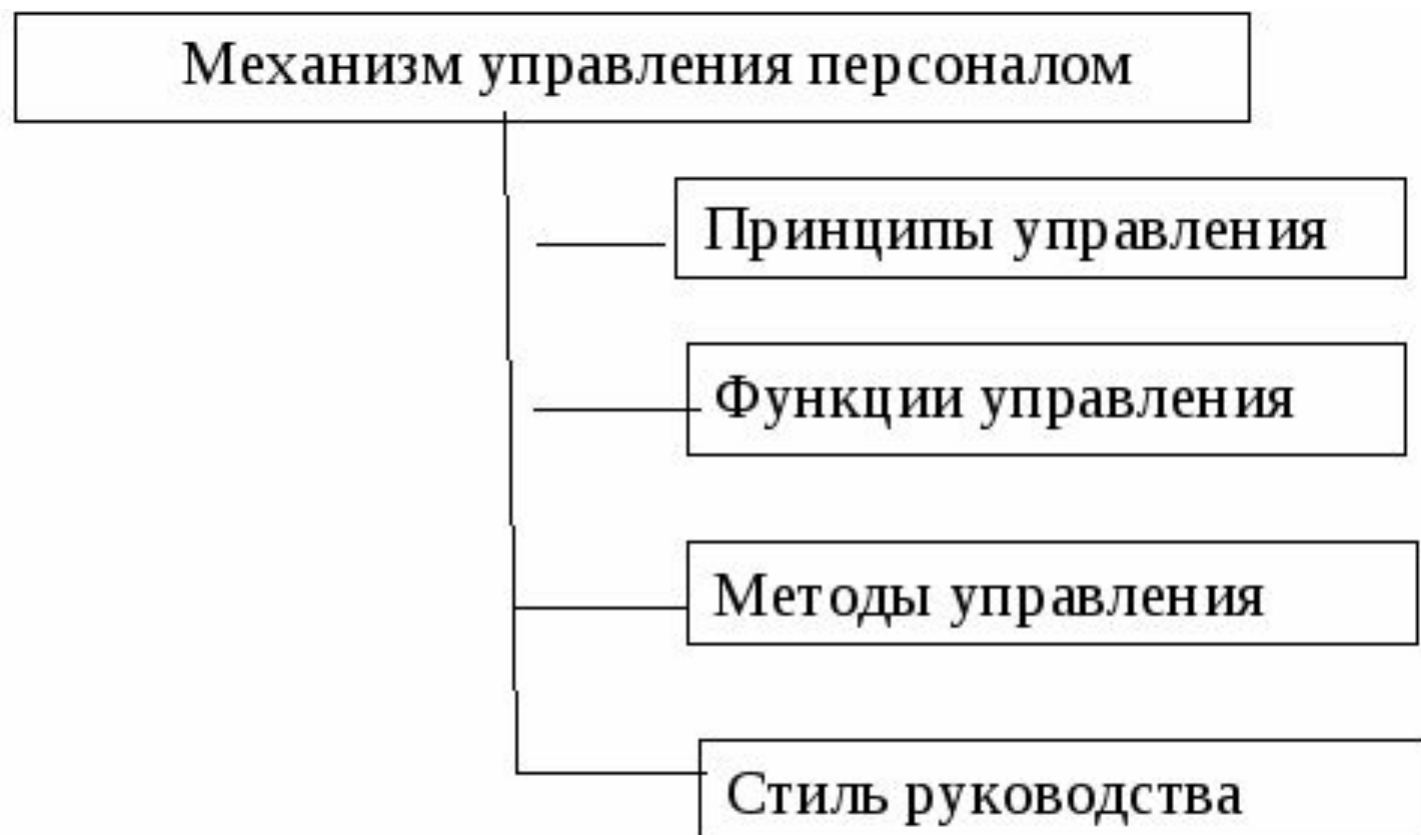 Механизм управления персоналом
Принципы управления
Функции управления
Методы управления
Стиль руководства